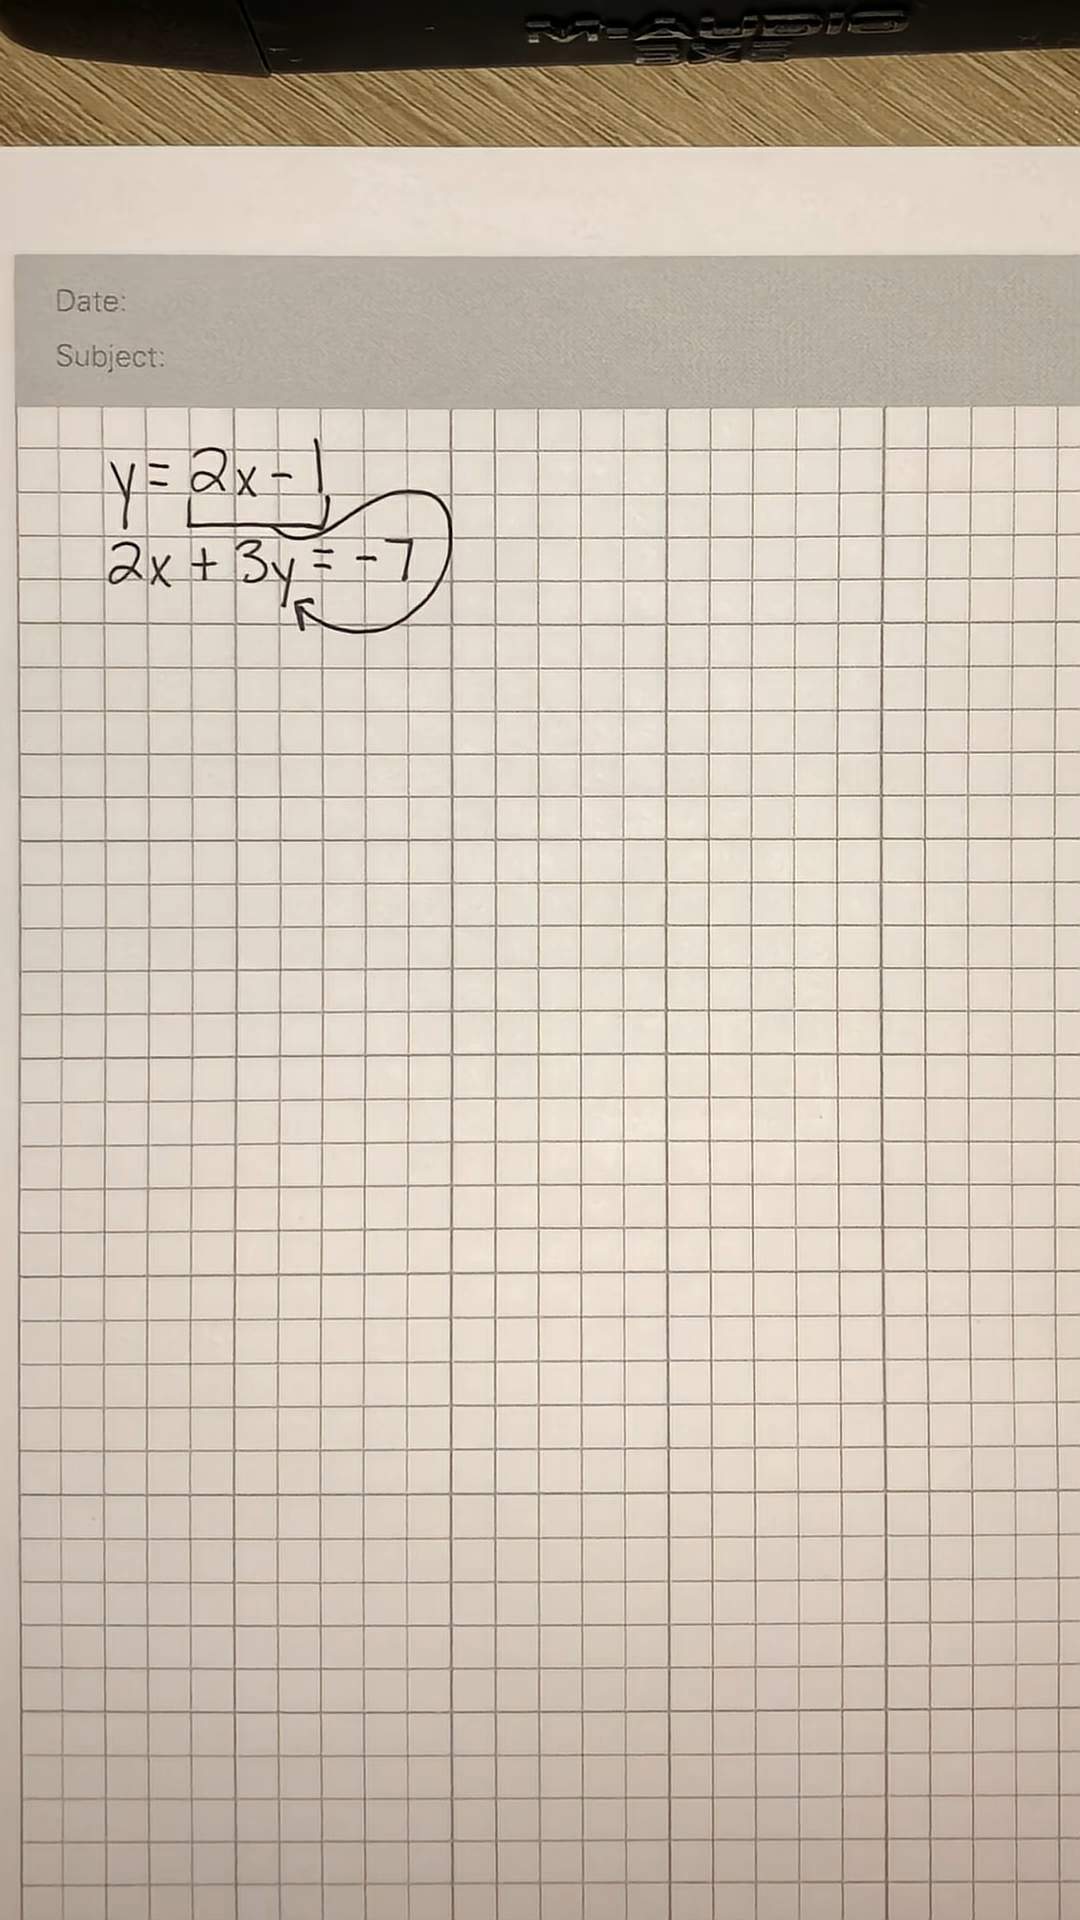 M-AUDIO
Date:
Subject:
y = 2x - 1
2x + 3y = -7